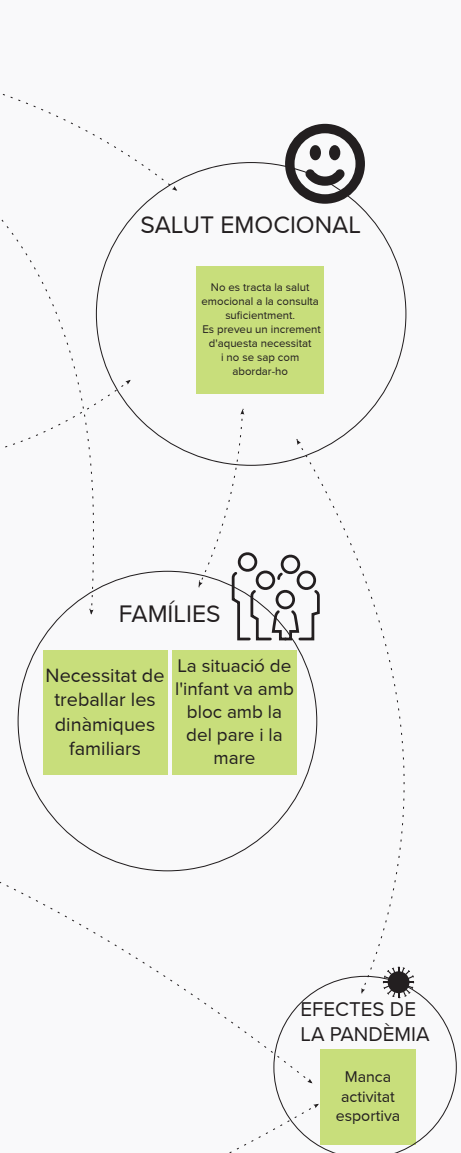 SALUT EMOCIONAL
No es tracta la salut
emocional a la consulta
suficientment.
Es preveu un increment
d'aquesta necessitat
i no se sap com
abordar-ho
FAMÍLIES
Necessitat de
treballar les
dinàmiques
familiars
La situació de
l'infant va amb
bloc amb la
del pare i la
mare
EFECTES DE
LA PANDÈMIA
Manca
activitat
esportiva